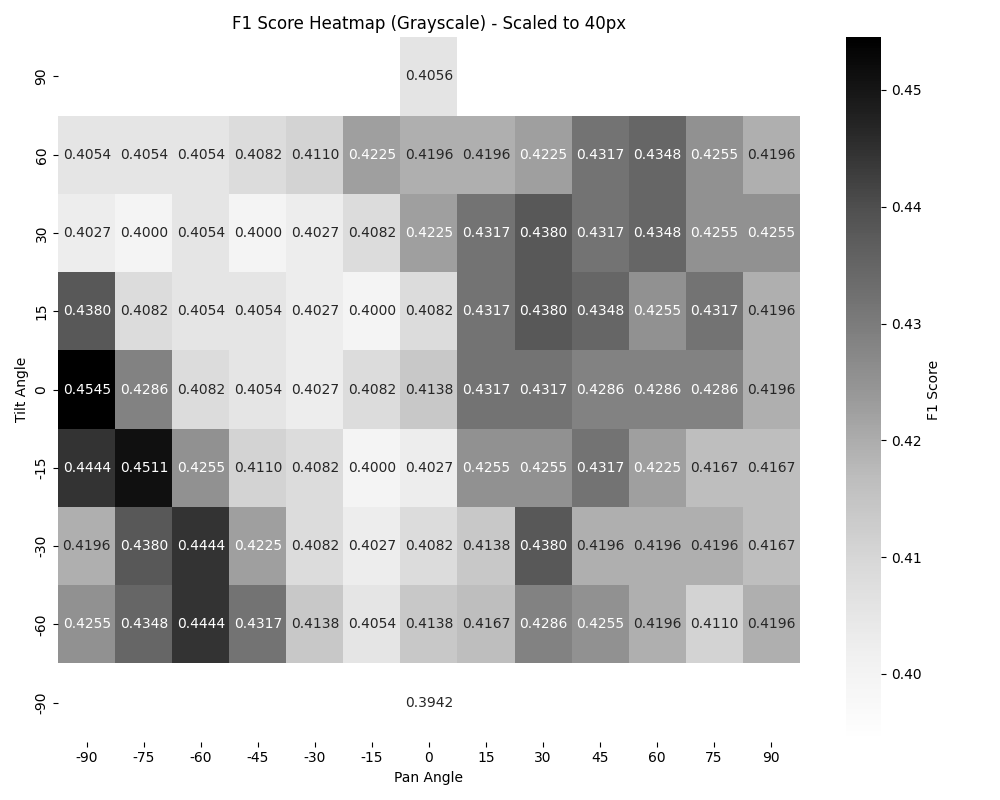 F1 Score Heatmap (Grayscale) - Scaled to 40px
90 0.4056
60 0.4054 0.4054 0.4054 0.4082 0.4110 0.4225 0.4196 0.4196 0.4225 0.4317 0.4348 0.4255 0.4196
30 0.4027 0.4000 0.4054 0.4000 0.4027 0.4082 0.4225 0.4317 0.4380 0.4317 0.4348 0.4255 0.4255
15 0.4380 0.4082 0.4054 0.4054 0.4027 0.4000 0.4082 0.4317 0.4380 0.4348 0.4255 0.4317 0.4196
0 0.4545 0.4286 0.4082 0.4054 0.4027 0.4082 0.4138 0.4317 0.4317 0.4286 0.4286 0.4286 0.4196
-15 0.4444 0.4511 0.4255 0.4110 0.4082 0.4000 0.4027 0.4255 0.4255 0.4317 0.4225 0.4167 0.4167
-30 0.4196 0.4380 0.4444 0.4225 0.4082 0.4027 0.4082 0.4138 0.4380 0.4196 0.4196 0.4196 0.4167
-60 0.4255 0.4348 0.4444 0.4317 0.4138 0.4054 0.4138 0.4167 0.4286 0.4255 0.4196 0.4110 0.4196
-90 0.3942
-90 -75 -60 -45 -30 -15 0 15 30 45 60 75 90
Pan Angle
Tilt Angle
0.45
0.44
0.43
0.42
0.41
0.40
F1 Score